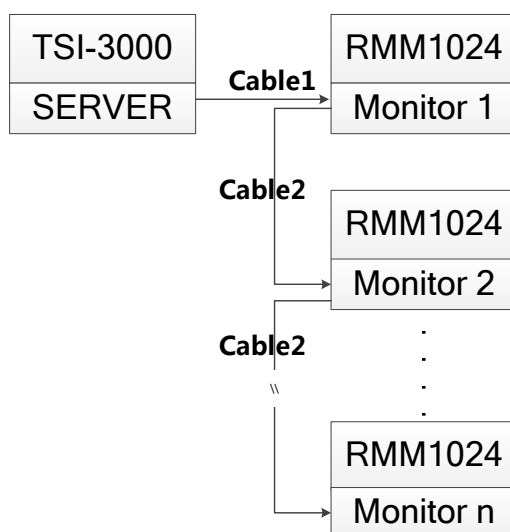 TSI-3000
SERVER
Cable1
RMM1024
Monitor 1
Cable2
RMM1024
Monitor 2
Cable2
RMM1024
Monitor n